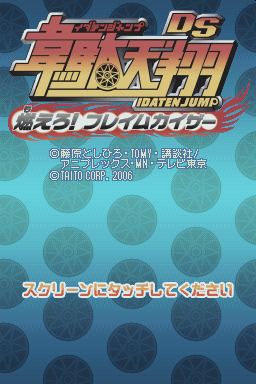 イダテンジャンプ
DS
韋駄天翔
IDATEN JUMP
燃えろ!フレイムカイザー
©藤原としひろ・TOMY・講談社/
アニプレックス・MN・テレビ東京
©TAITO CORP. 2006
スクリーンにタッチしてください